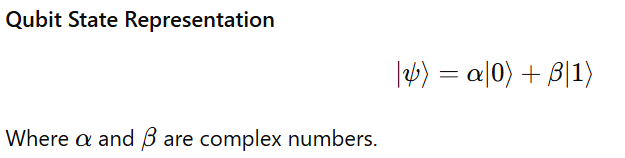 Qubit State Representation
|ψ⟩ = α|0⟩ + β|1⟩
Where α and β are complex numbers.